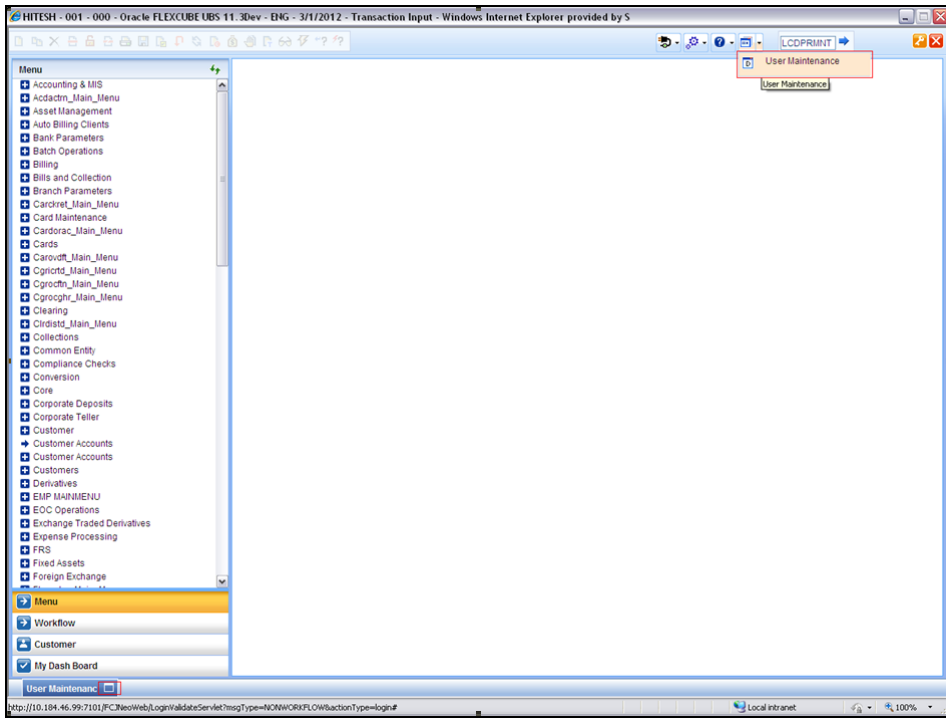 HITESH - 001 - 000 - Oracle FLEXCUBE UBS 11.3Dev - ENG - 3/1/2012 - Transaction Input - Windows Internet Explorer provided by S
LCDPRMNT
User Maintenance
User Maintenance
Menu
Accounting & MIS
Acdactrn_Main_Menu
Asset Management
Auto Billing Clients
Bank Parameters
Batch Operations
Billing
Bills and Collection
Branch Parameters
Carckret_Main_Menu
Card Maintenance
Cardorac_Main_Menu
Cards
Carovdft_Main_Menu
Cgricrtd_Main_Menu
Cgrocftn_Main_Menu
Cgrocghr_Main_Menu
Clearing
Clrdistd_Main_Menu
Collections
Common Entity
Compliance Checks
Conversion
Core
Corporate Deposits
Corporate Teller
Customer
Customer Accounts
Customer Accounts
Customers
Derivatives
EMP MAINMENU
EOC Operations
Exchange Traded Derivatives
Expense Processing
FRS
Fixed Assets
Foreign Exchange
Menu
Workflow
Customer
My Dash Board
User Maintenanc
http://10.184.46.99:7101/FCJNeoWeb/LoginValidateServlet?msgType=NONWORKFLOW&actionType=login#
Local intranet
100%